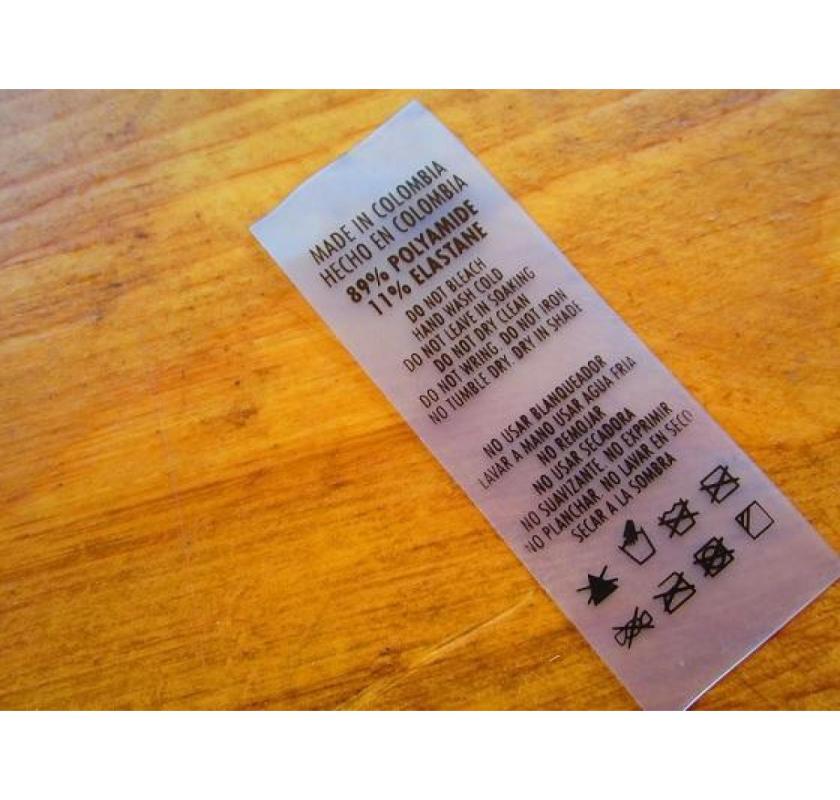 MADE IN COLOMBIA
HECHO EN COLOMBIA
89% POLYAMIDE
11% ELASTANE
DO NOT BLEACH
HAND WASH COLD
DO NOT LEAVE IN SOAKING
DO NOT DRY CLEAN
DO NOT WRING DO NOT IRON
NO TUMBLE DRY. DRY IN SHADE
NO USAR BLANQUEADOR
LAVAR A MANO USAR AGUA FRIA
NO REMOJAR
NO USAR SECADORA
NO SUAVIZANTE NO EXPRIMIR
NO PLANCHAR NO LAVAR EN SECO
SECAR A LA SOMBRA